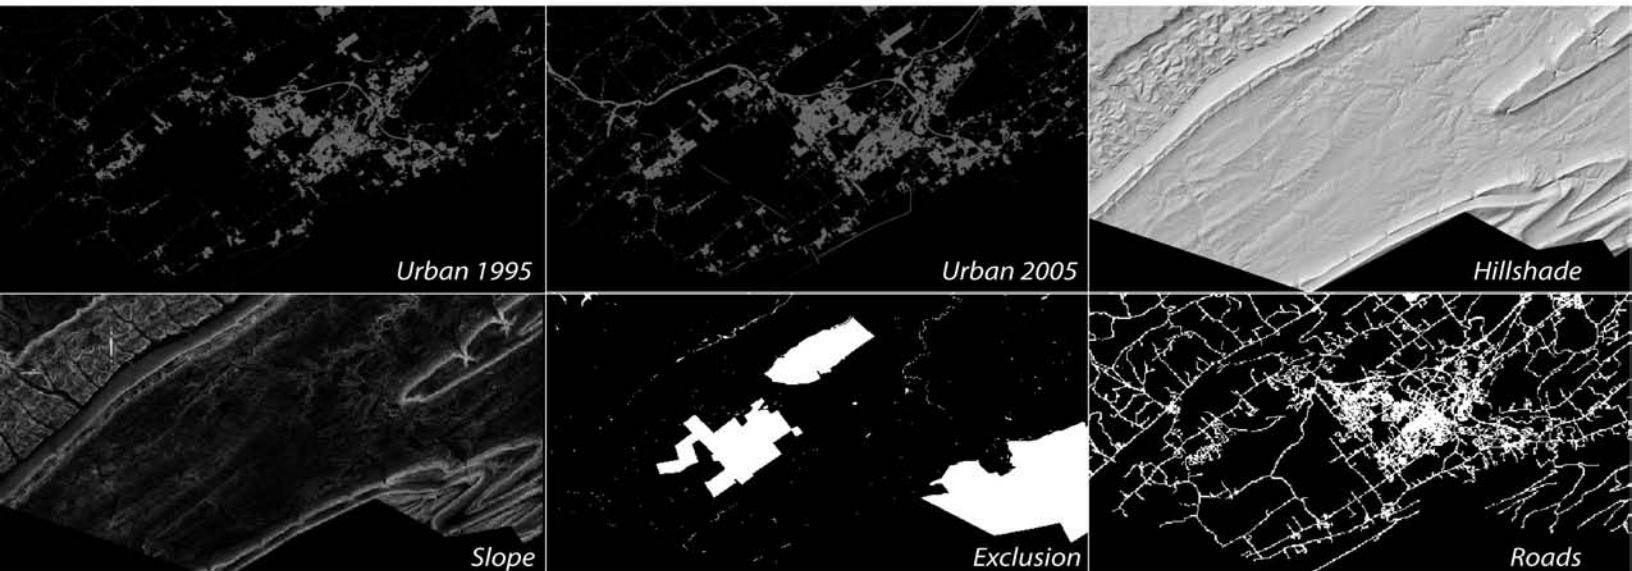 Urban 1995
Urban 2005
Hillshade
Slope
Exclusion
Roads